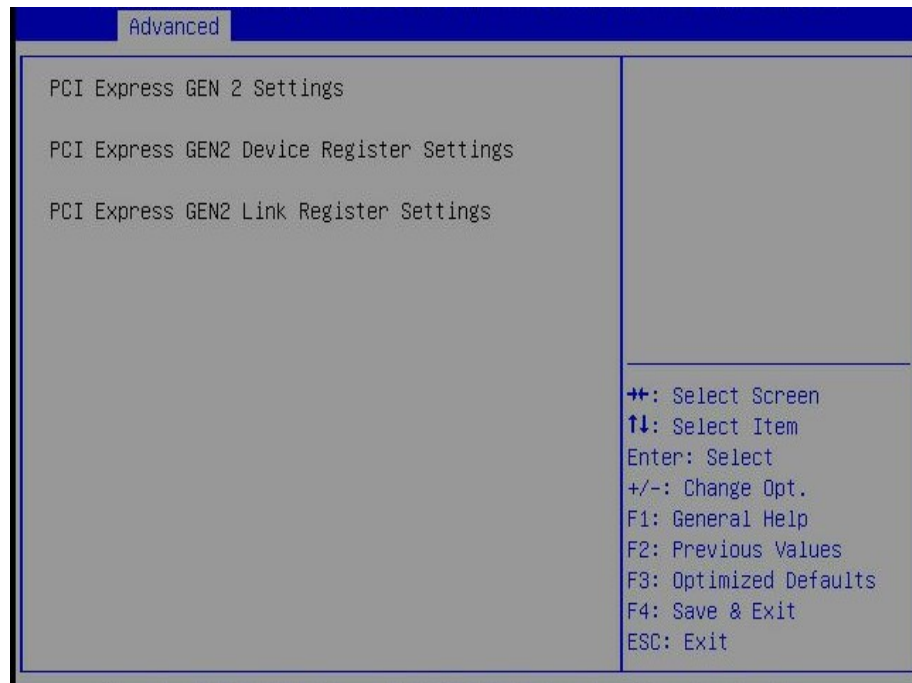 Advanced
PCI Express GEN 2 Settings
PCI Express GEN2 Device Register Settings
PCI Express GEN2 Link Register Settings
→←: Select Screen
↑↓: Select Item
Enter: Select
+/-: Change Opt.
F1: General Help
F2: Previous Values
F3: Optimized Defaults
F4: Save & Exit
ESC: Exit